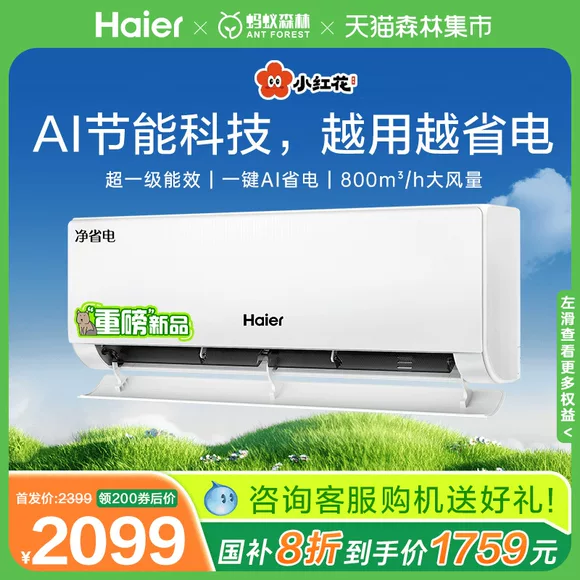 Haier × 蚂蚁森林 ANT FOREST × 天猫森林集市
小红花
AI节能科技，越用越省电
超一级能效 | 一键AI省电 | 800m³/h大风量
净省电
"重磅"新品
Haier
左滑查看更多权益
首发价:2399 领200券后价
¥2099
咨询客服购机送好礼!
国补8折到手价1759元